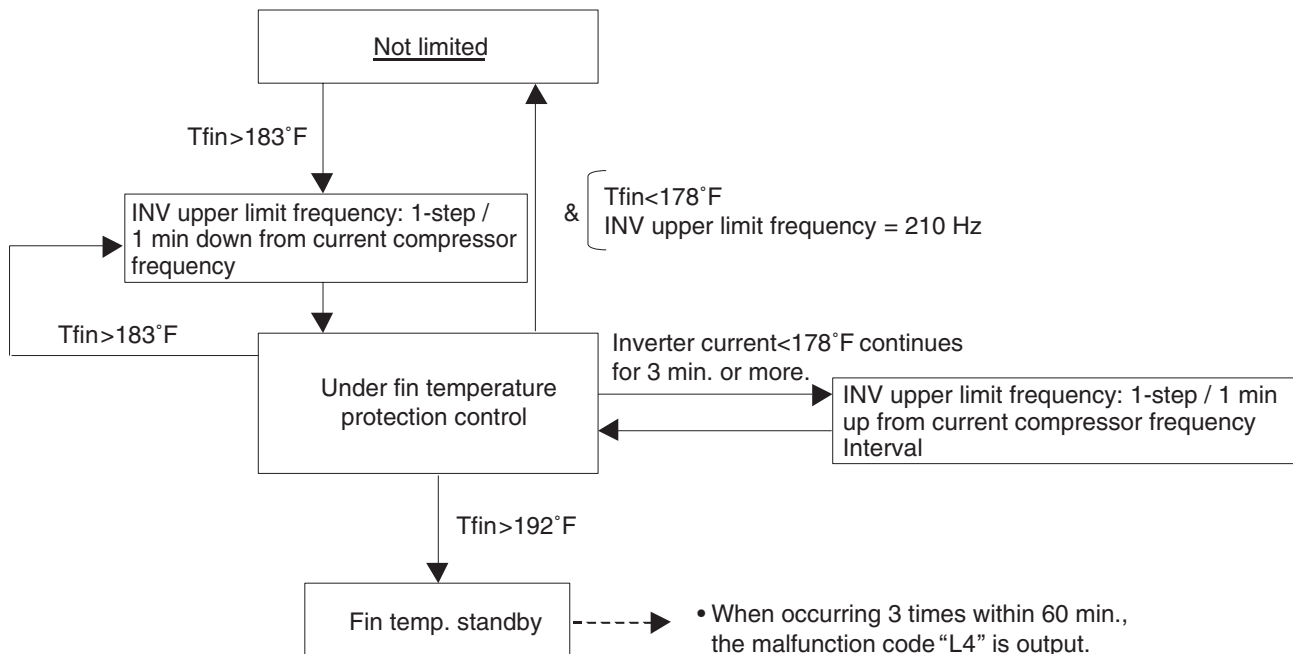 Not limited
Tfin>183˚F
INV upper limit frequency: 1-step /
1 min down from current compressor
frequency
&
Tfin<178˚F
INV upper limit frequency = 210 Hz
Tfin>183˚F
Under fin temperature
protection control
Inverter current<178˚F continues
for 3 min. or more.
INV upper limit frequency: 1-step / 1 min
up from current compressor frequency
Interval
Tfin>192˚F
Fin temp. standby
• When occurring 3 times within 60 min.,
the malfunction code “L4” is output.